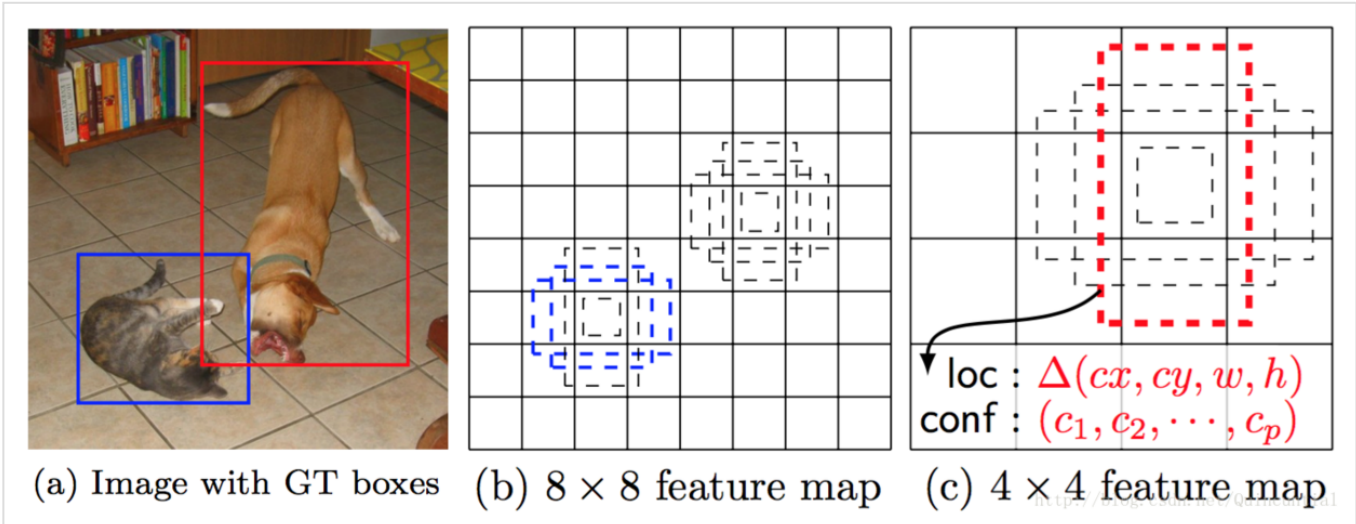 loc : Δ(cx, cy, w, h)
conf : (c₁, c₂, ⋯, cₚ)
(a) Image with GT boxes
(b) 8 × 8 feature map
(c) 4 × 4 feature map